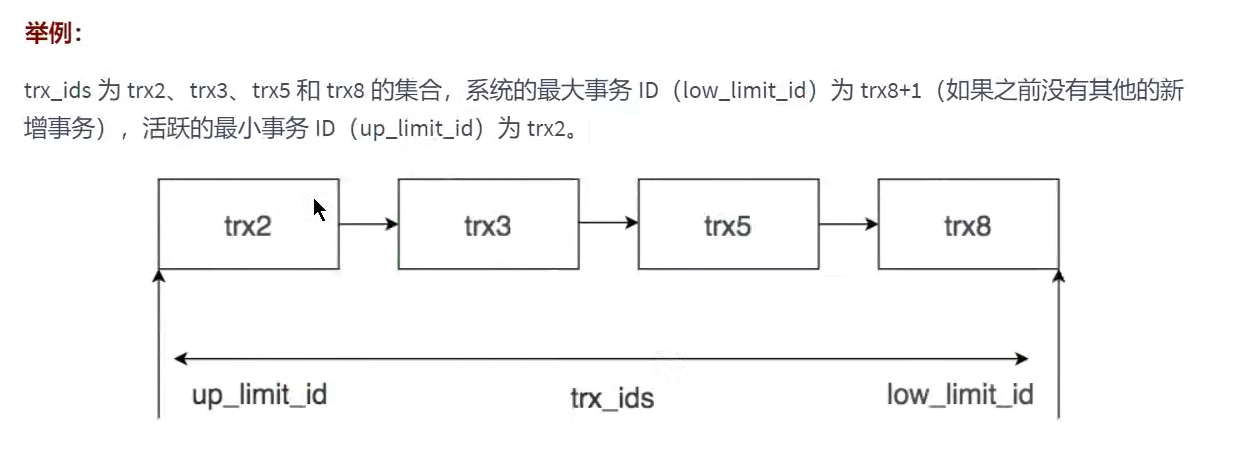 举例：
trx_ids 为 trx2、trx3、trx5 和 trx8 的集合，系统的最大事务 ID（low_limit_id）为 trx8+1（如果之前没有其他的新
增事务），活跃的最小事务 ID（up_limit_id）为 trx2。
trx2 trx3 trx5 trx8
up_limit_id trx_ids low_limit_id